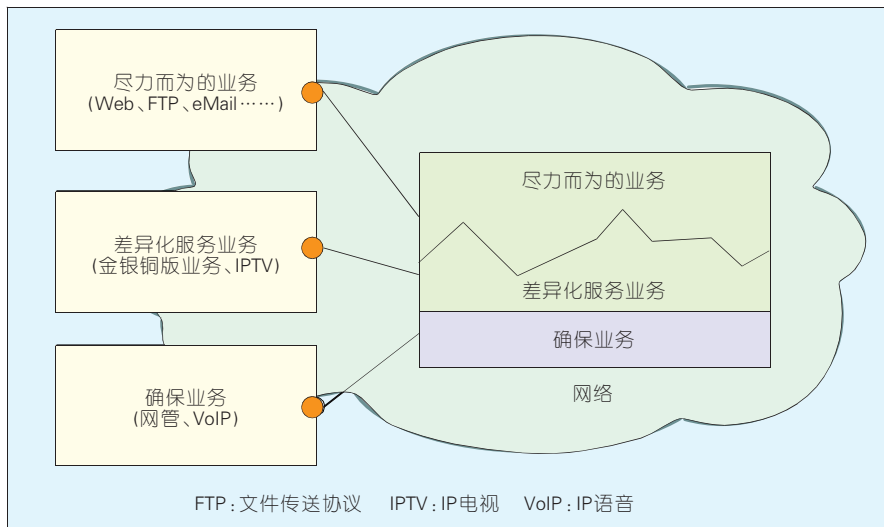 尽力而为的业务
(Web、FTP、eMail……)
差异化服务业务
(金银铜版业务、IPTV)
确保业务
(网管、VoIP)
尽力而为的业务
差异化服务业务
确保业务
网络
FTP:文件传送协议 IPTV:IP电视 VoIP:IP语音